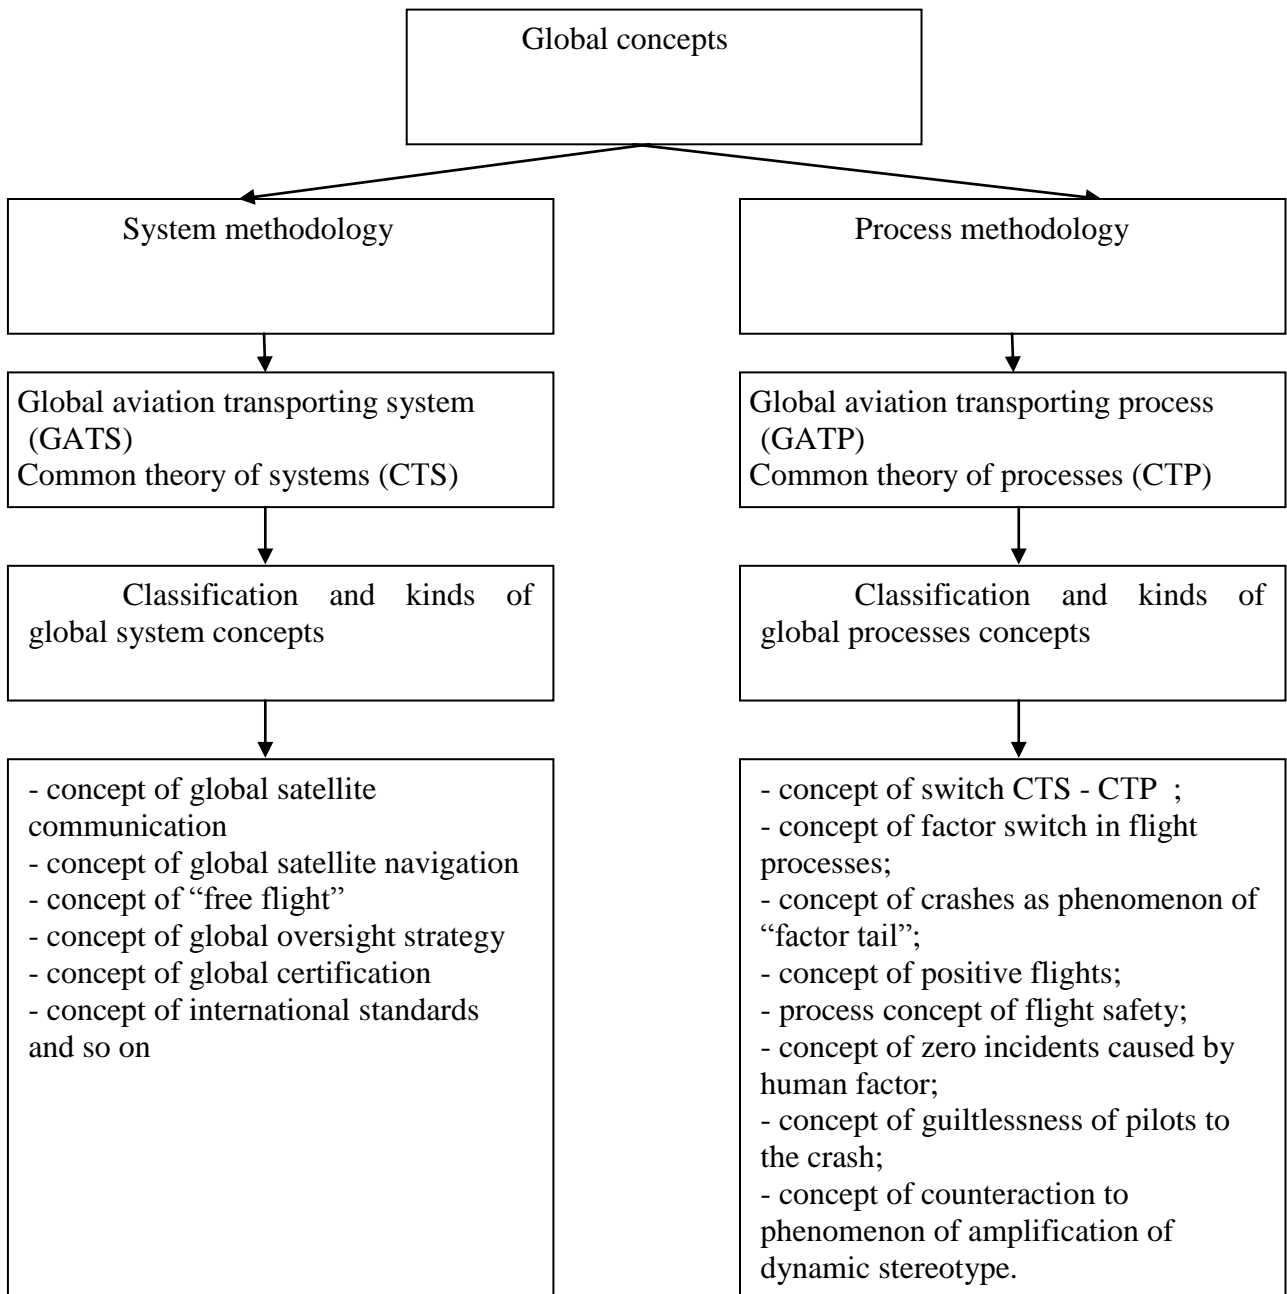 Global concepts
System methodology
Process methodology
Global aviation transporting system
(GATS)
Common theory of systems (CTS)
Global aviation transporting process
(GATP)
Common theory of processes (CTP)
Classification and kinds of
global system concepts
Classification and kinds of
global processes concepts
- concept of global satellite
communication
- concept of global satellite navigation
- concept of “free flight”
- concept of global oversight strategy
- concept of global certification
- concept of international standards
and so on
- concept of switch CTS - CTP ;
- concept of factor switch in flight
processes;
- concept of crashes as phenomenon of
“factor tail”;
- concept of positive flights;
- process concept of flight safety;
- concept of zero incidents caused by
human factor;
- concept of guiltlessness of pilots to
the crash;
- concept of counteraction to
phenomenon of amplification of
dynamic stereotype.